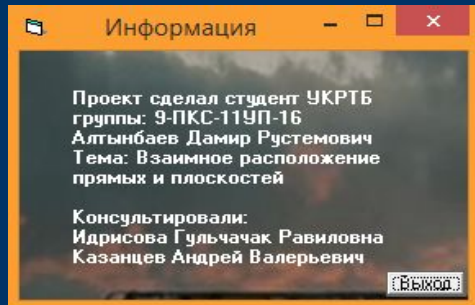 Информация
Проект сделал студент УКРТБ
группы: 9-ПКС-11УП-16
Алтынбаев Дамир Рустемович
Тема: Взаимное расположение
прямых и плоскостей
Консультировали:
Идрисова Гульчачак Равиловна
Казанцев Андрей Валерьевич
Выход